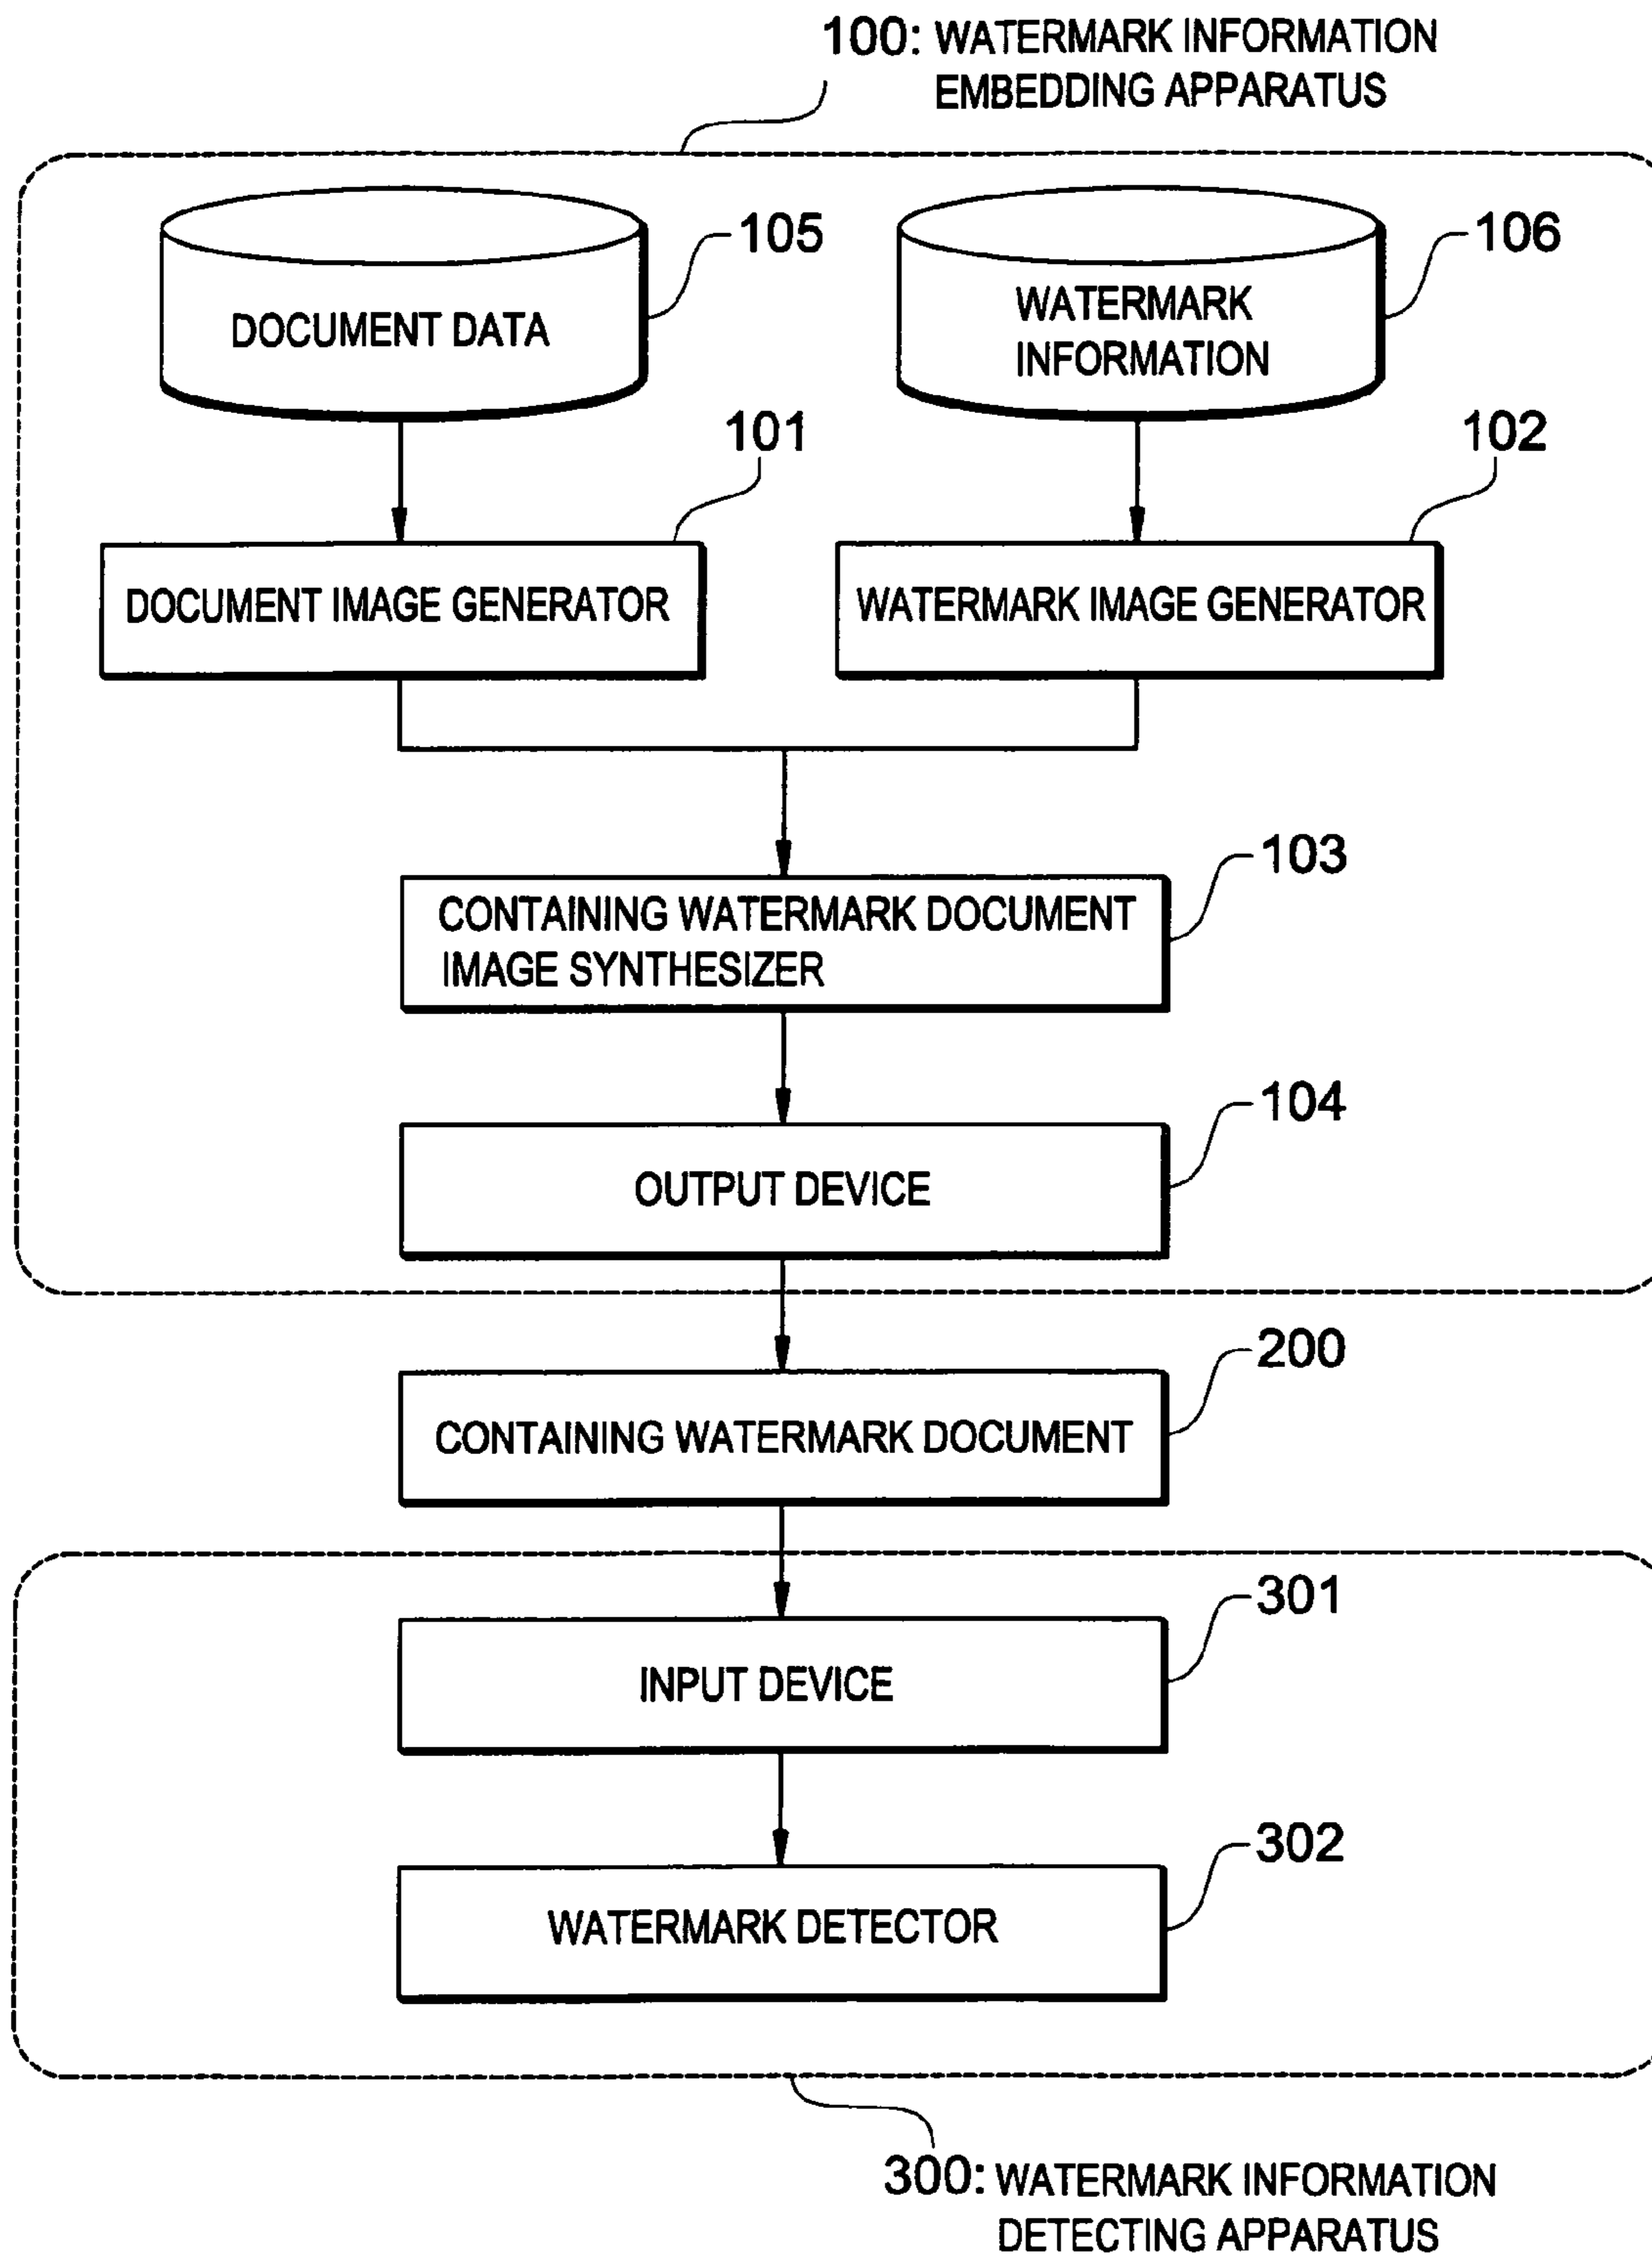 100: WATERMARK INFORMATION
EMBEDDING APPARATUS
105
106
DOCUMENT DATA
WATERMARK
INFORMATION
101
102
DOCUMENT IMAGE GENERATOR
WATERMARK IMAGE GENERATOR
103
CONTAINING WATERMARK DOCUMENT
IMAGE SYNTHESIZER
104
OUTPUT DEVICE
200
CONTAINING WATERMARK DOCUMENT
301
INPUT DEVICE
302
WATERMARK DETECTOR
300: WATERMARK INFORMATION
DETECTING APPARATUS